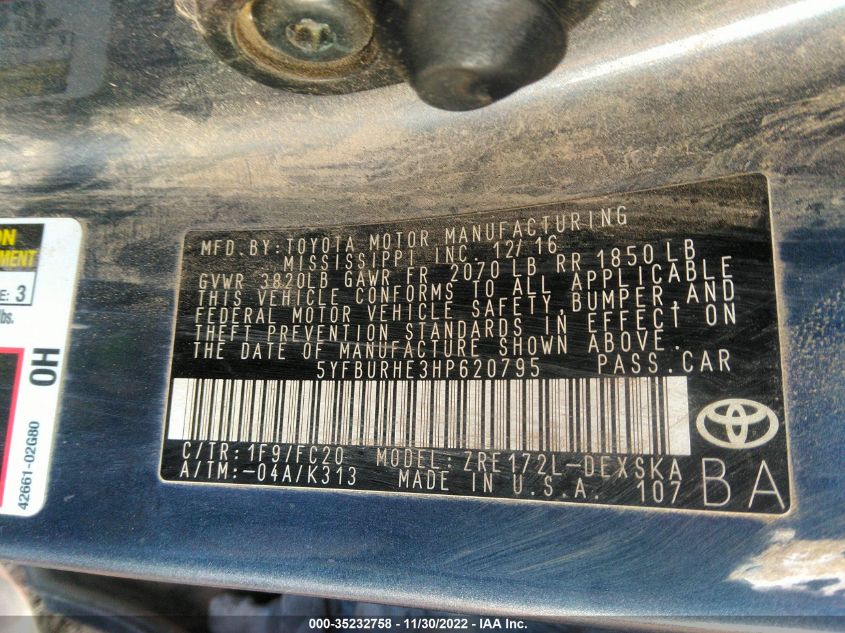 MFD. BY: TOYOTA MOTOR MANUFACTURING
MISSISSIPPI INC. 12/16
GVWR 3820LB GAWR FR 2070 LB RR 1850 LB
THIS VEHICLE CONFORMS TO ALL APPLICABLE
FEDERAL MOTOR VEHICLE SAFETY, BUMPER, AND
THEFT PREVENTION STANDARDS IN EFFECT ON
THE DATE OF MANUFACTURE SHOWN ABOVE.
5YFBURHE3HP620795 PASS. CAR
C/TR: 1F9/FC20 MODEL: ZRE172L-DEXSKA
A/TM: -04A/K313 MADE IN U.S.A. 107 BA
E: 3
lbs.
OH
42661-02G80
000-35232758 - 11/30/2022 - IAA Inc.